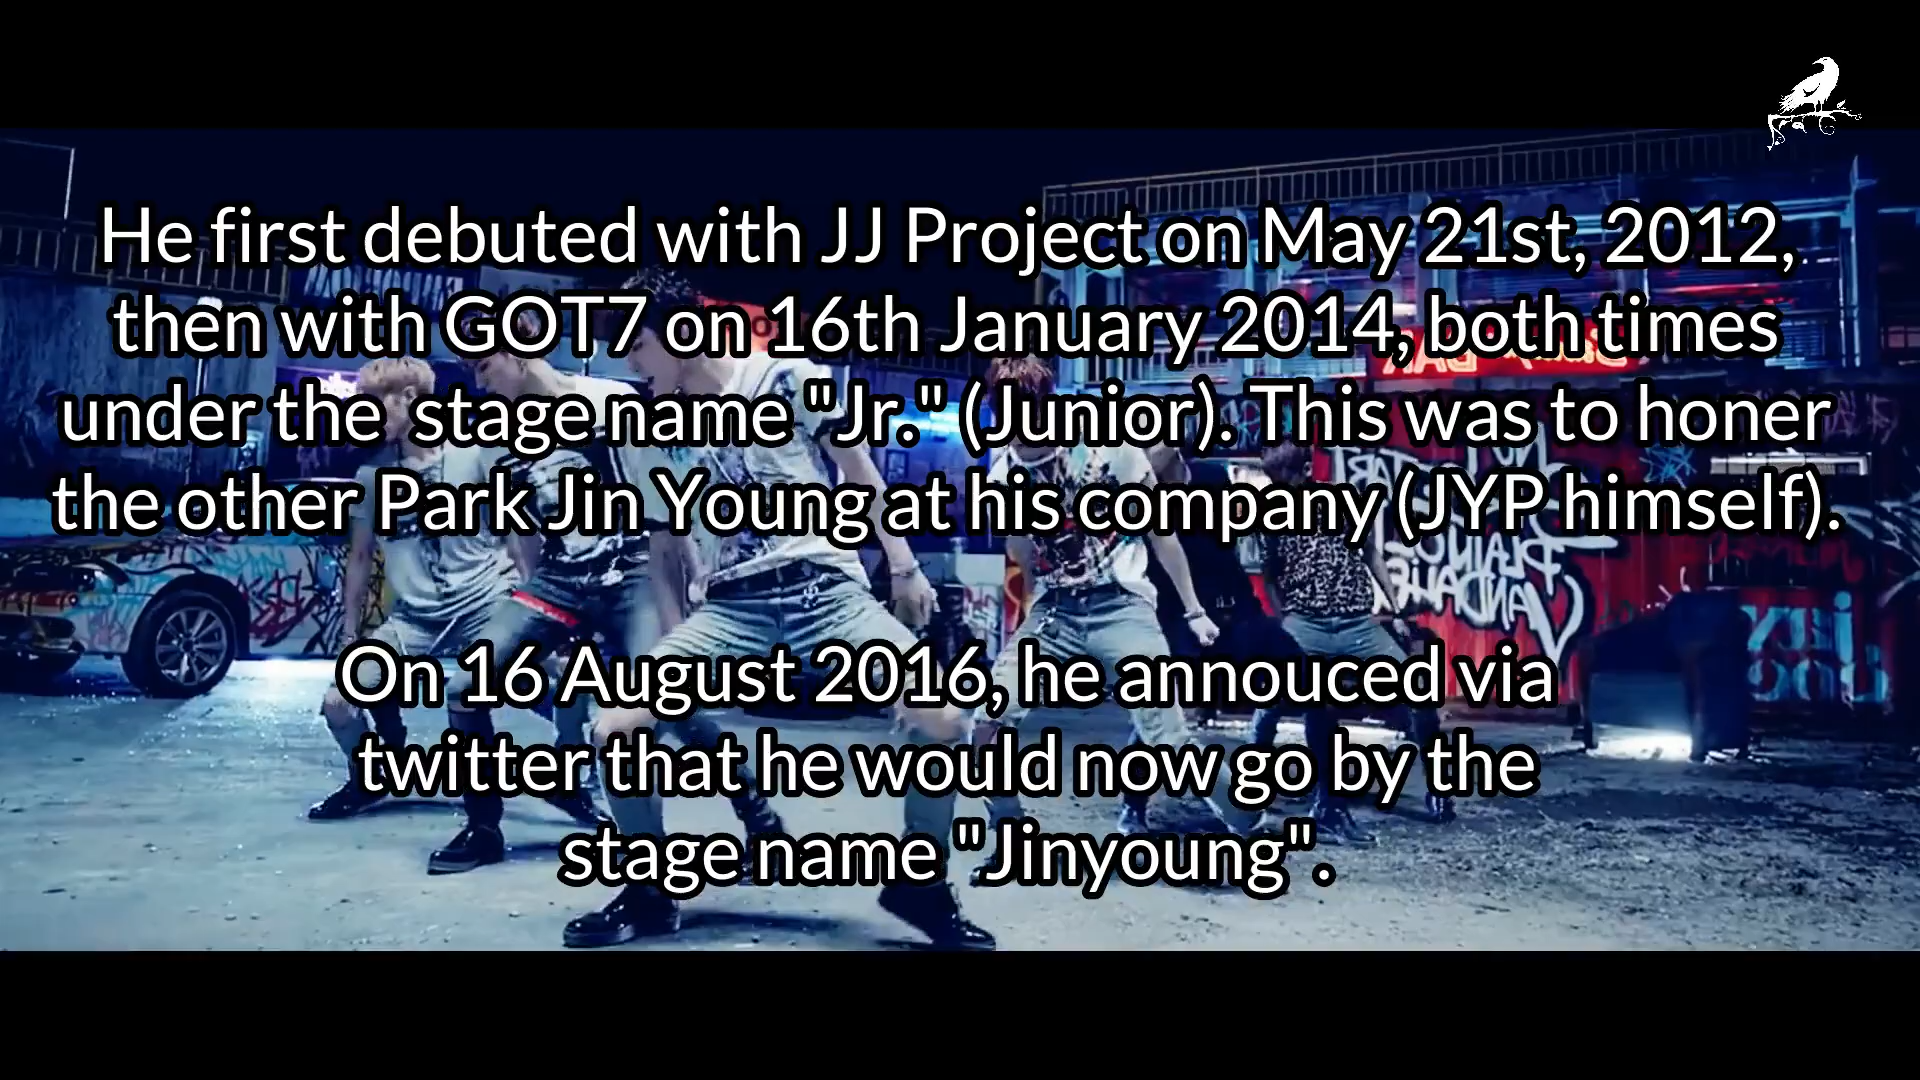 He first debuted with JJ Project on May 21st, 2012,
then with GOT7 on 16th January 2014, both times
under the  stage name "Jr." (Junior). This was to honer
the other Park Jin Young at his company (JYP himself).
On 16 August 2016, he annouced via
twitter that he would now go by the
stage name "Jinyoung".